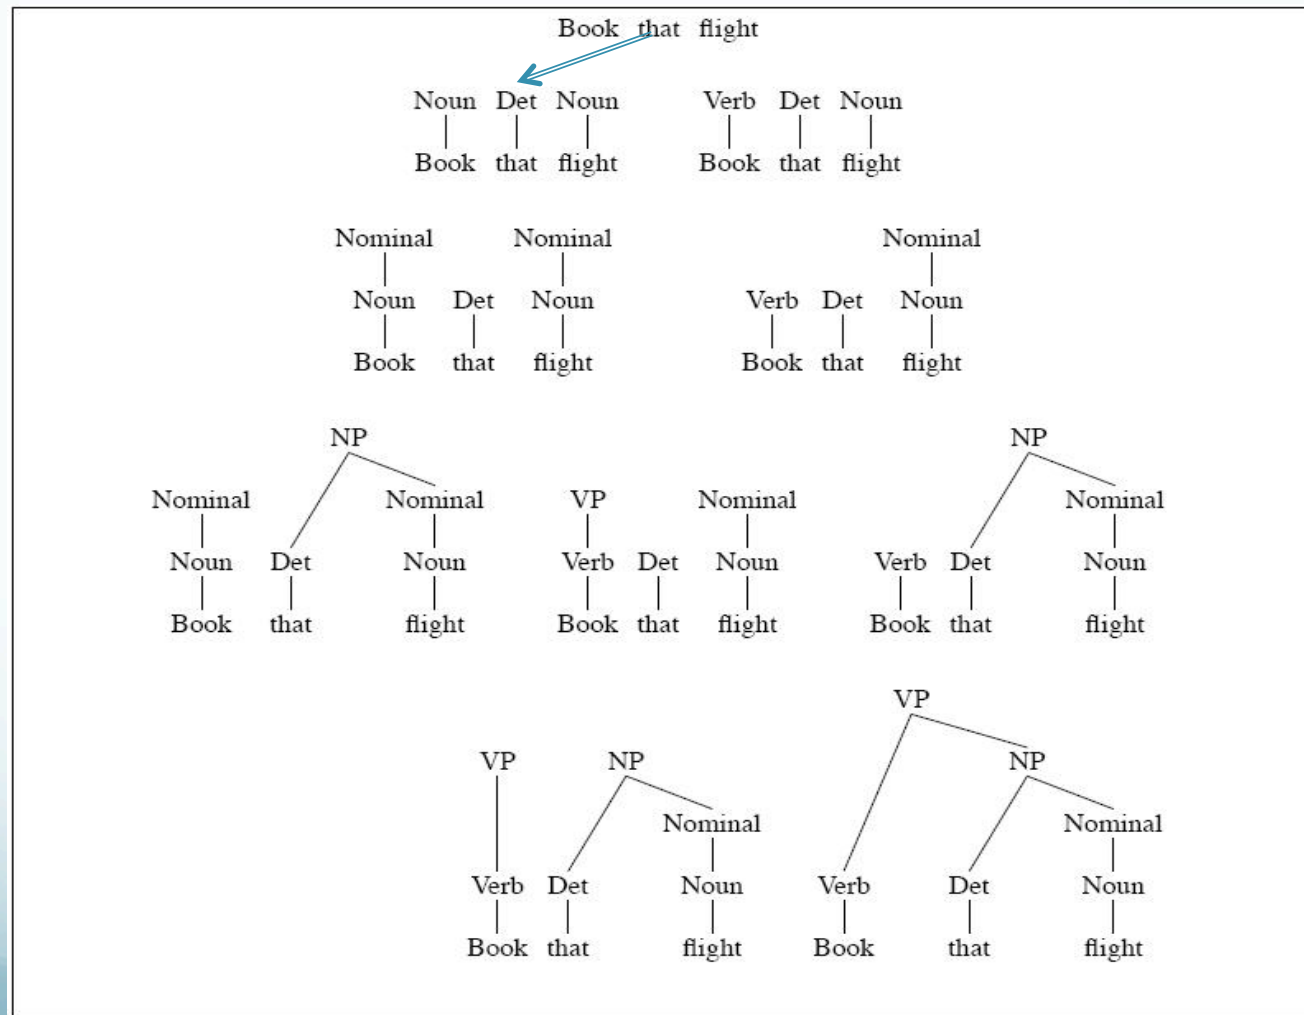 Book that flight
Noun Det Noun Verb Det Noun
Book that flight Book that flight
Nominal Nominal Nominal
Noun Det Noun Verb Det Noun
Book that flight Book that flight
NP NP
Nominal Nominal VP Nominal Nominal
Noun Det Noun Verb Det Noun Verb Det Noun
Book that flight Book that flight Book that flight
VP
VP NP NP
Nominal Nominal
Verb Det Noun Verb Det Noun
Book that flight Book that flight